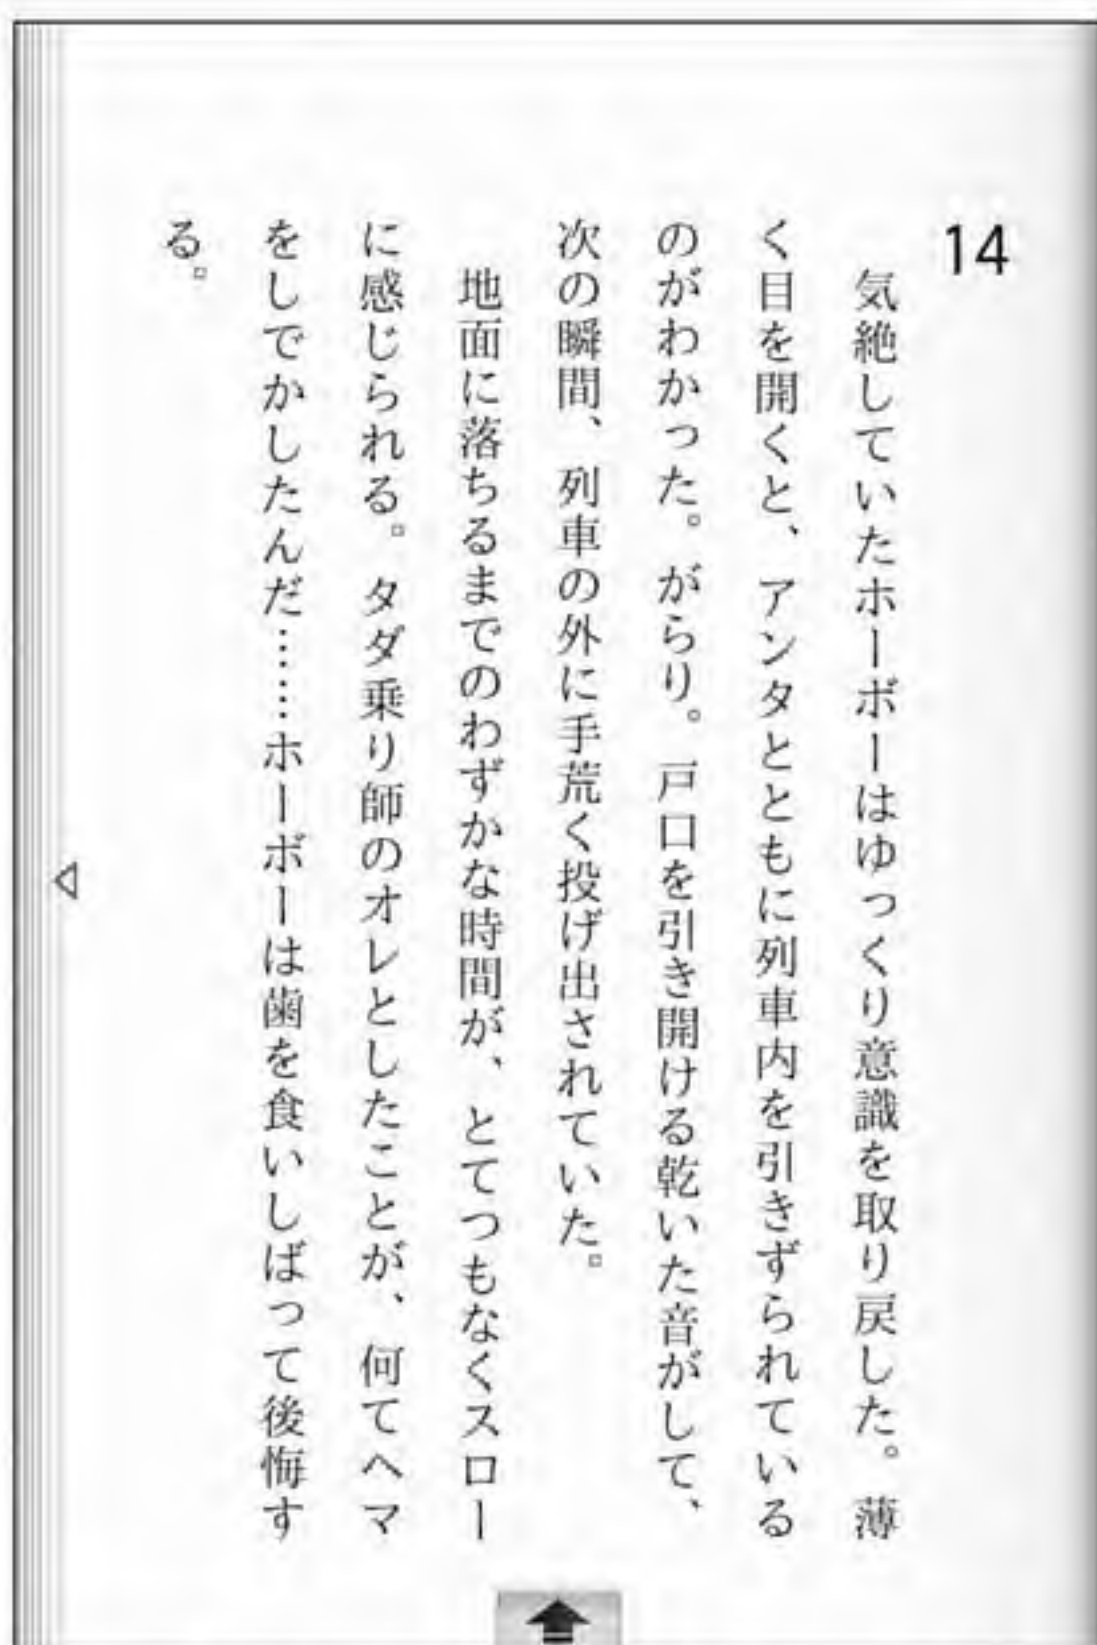 14
　気絶していたホーボーはゆっくり意識を取り戻した。薄
く目を開くと、アンタとともに列車内を引きずられている
のがわかった。がらり。戸口を引き開ける乾いた音がして、
次の瞬間、列車の外に手荒く投げ出されていた。
　地面に落ちるまでのわずかな時間が、とてつもなくスロー
に感じられる。タダ乗り師のオレとしたことが、何てヘマ
をしでかしたんだ……ホーボーは歯を食いしばって後悔す
る。